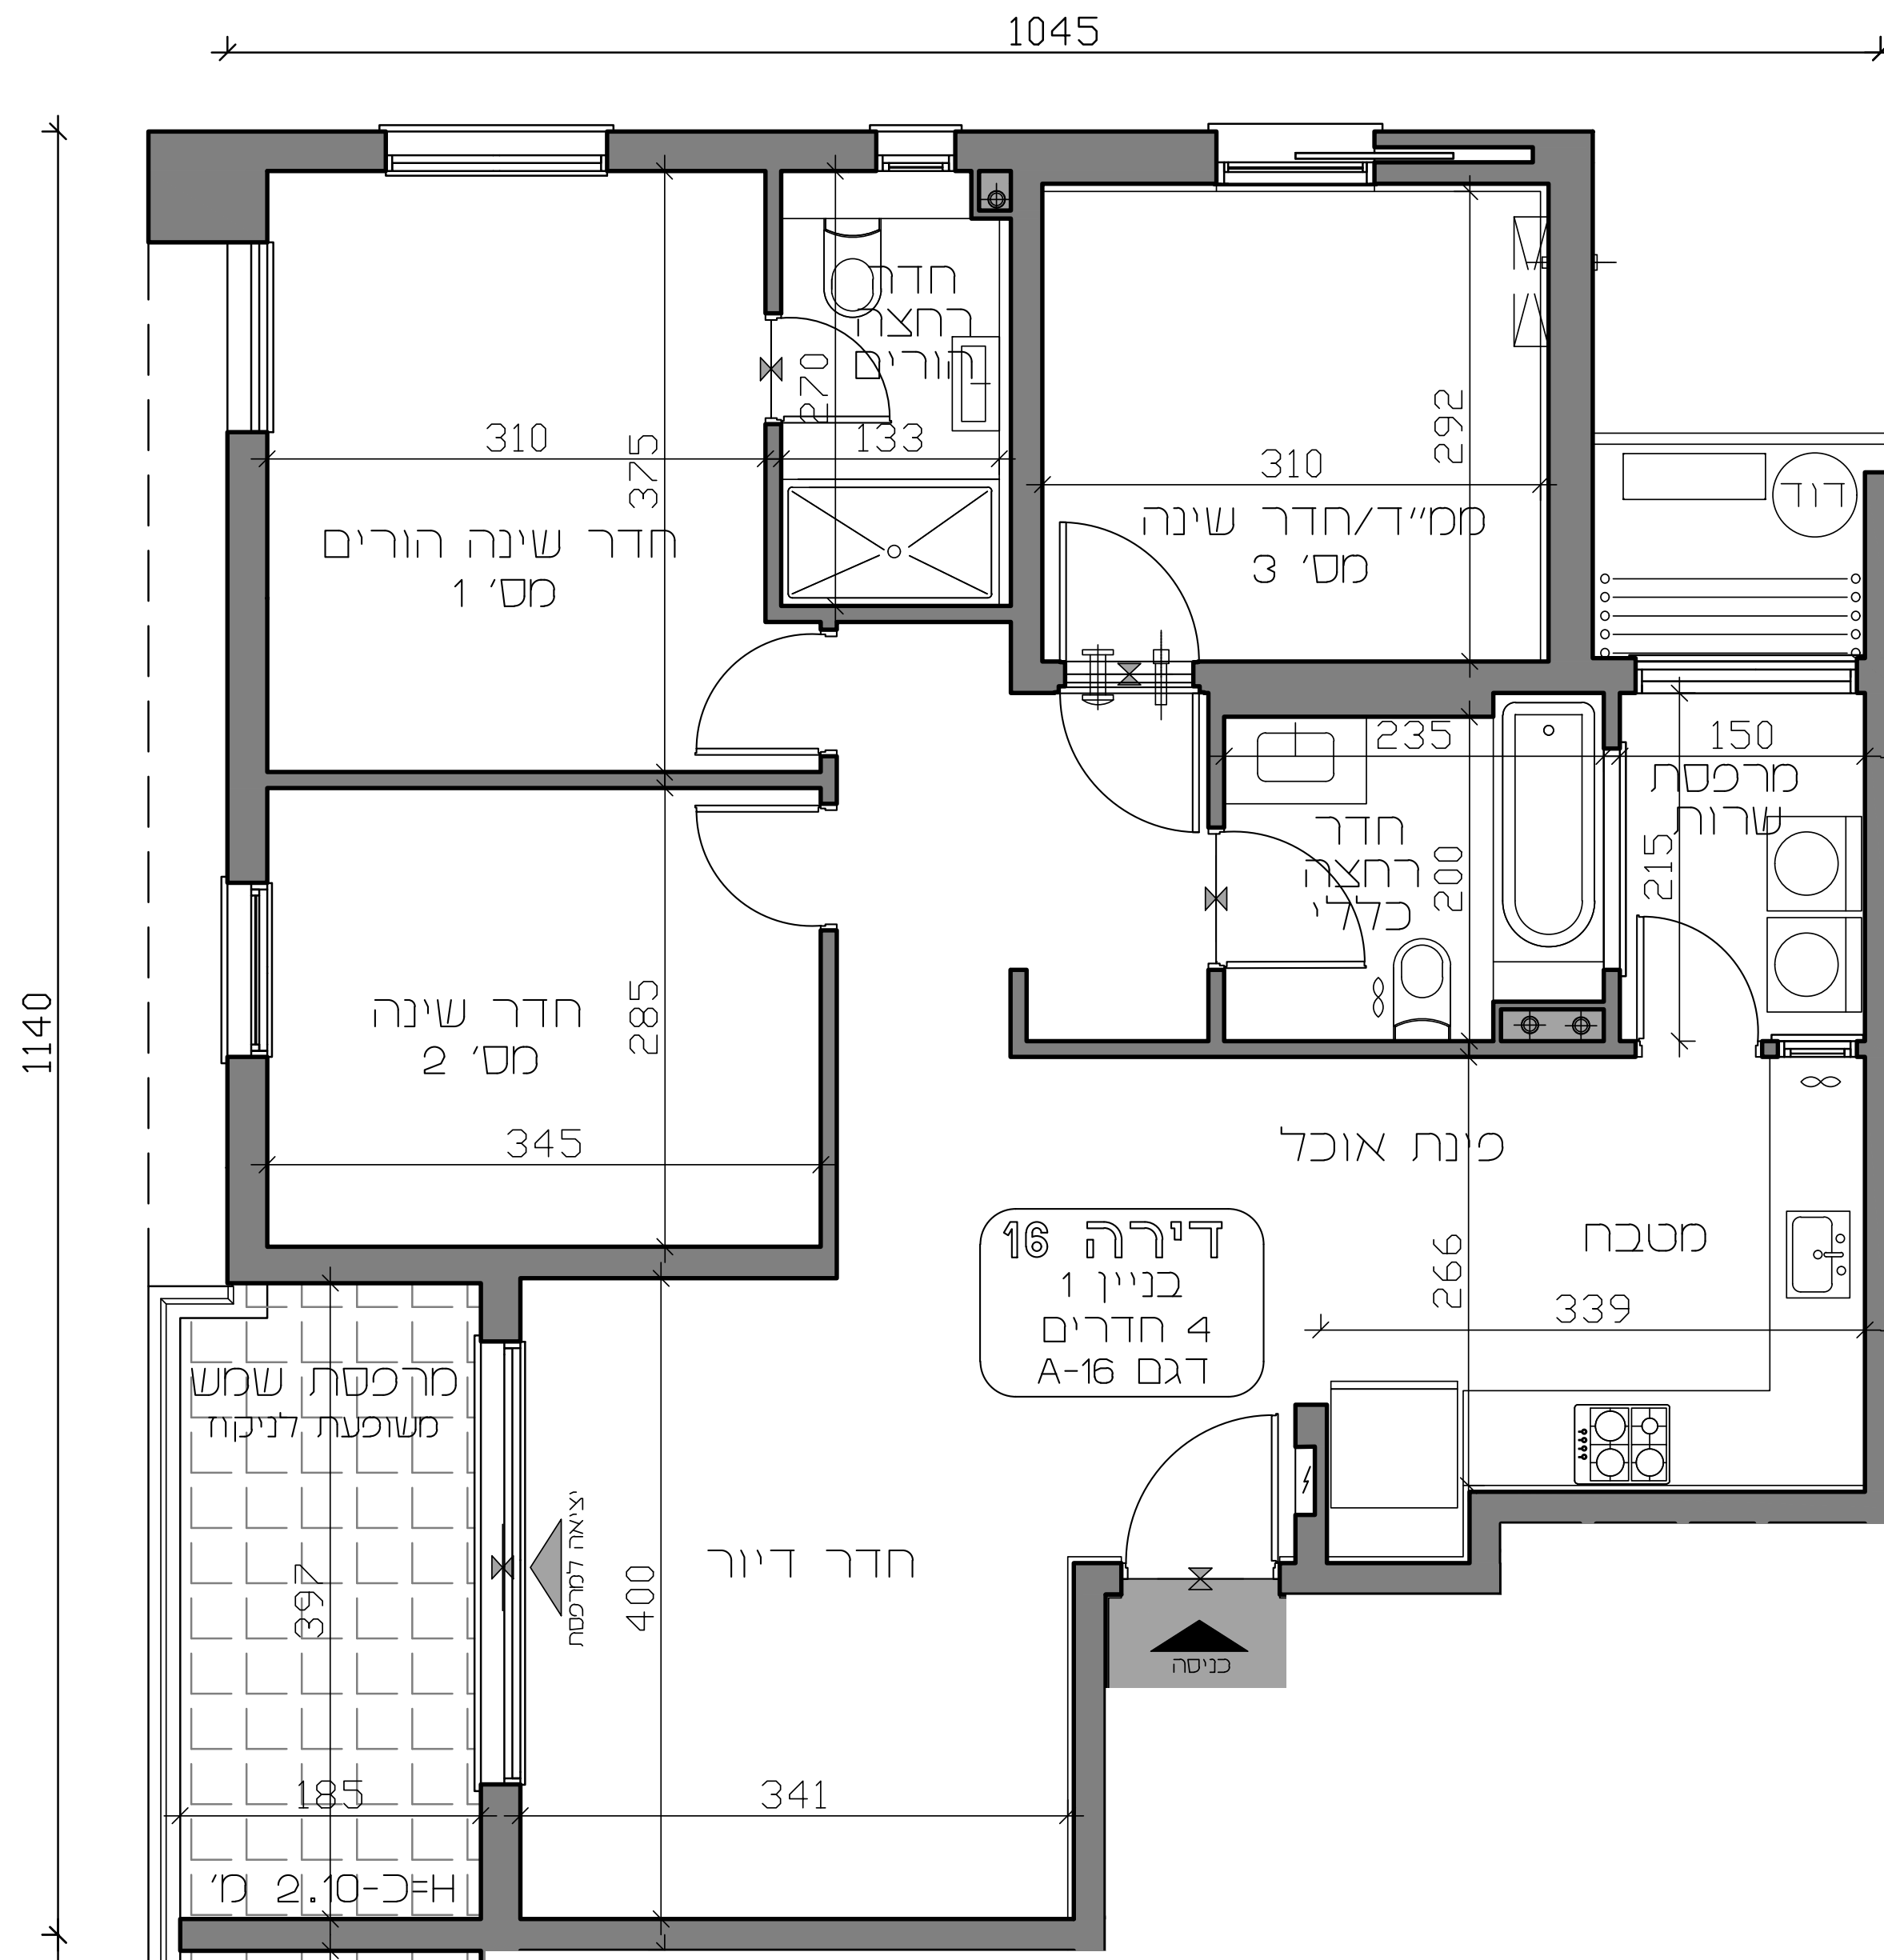 1045
1140
חדר
רחצה
הורים
270
133
310
375
חדר שינה הורים
מס' 1
292
310
ממ"ד/חדר שינה
מס' 3
דוד
235
150
מרפסת
שרות
215
חדר
רחצה
כללי
200
חדר שינה
מס' 2
285
345
פינת אוכל
מטבח
266
339
דירה 16
בניין 1
4 חדרים
דגם A-16
מרפסת שמש
משופעת לניקוז
יציאה למרפסת
397
400
חדר דיור
כניסה
185
341
H=כ-2.10 מ'